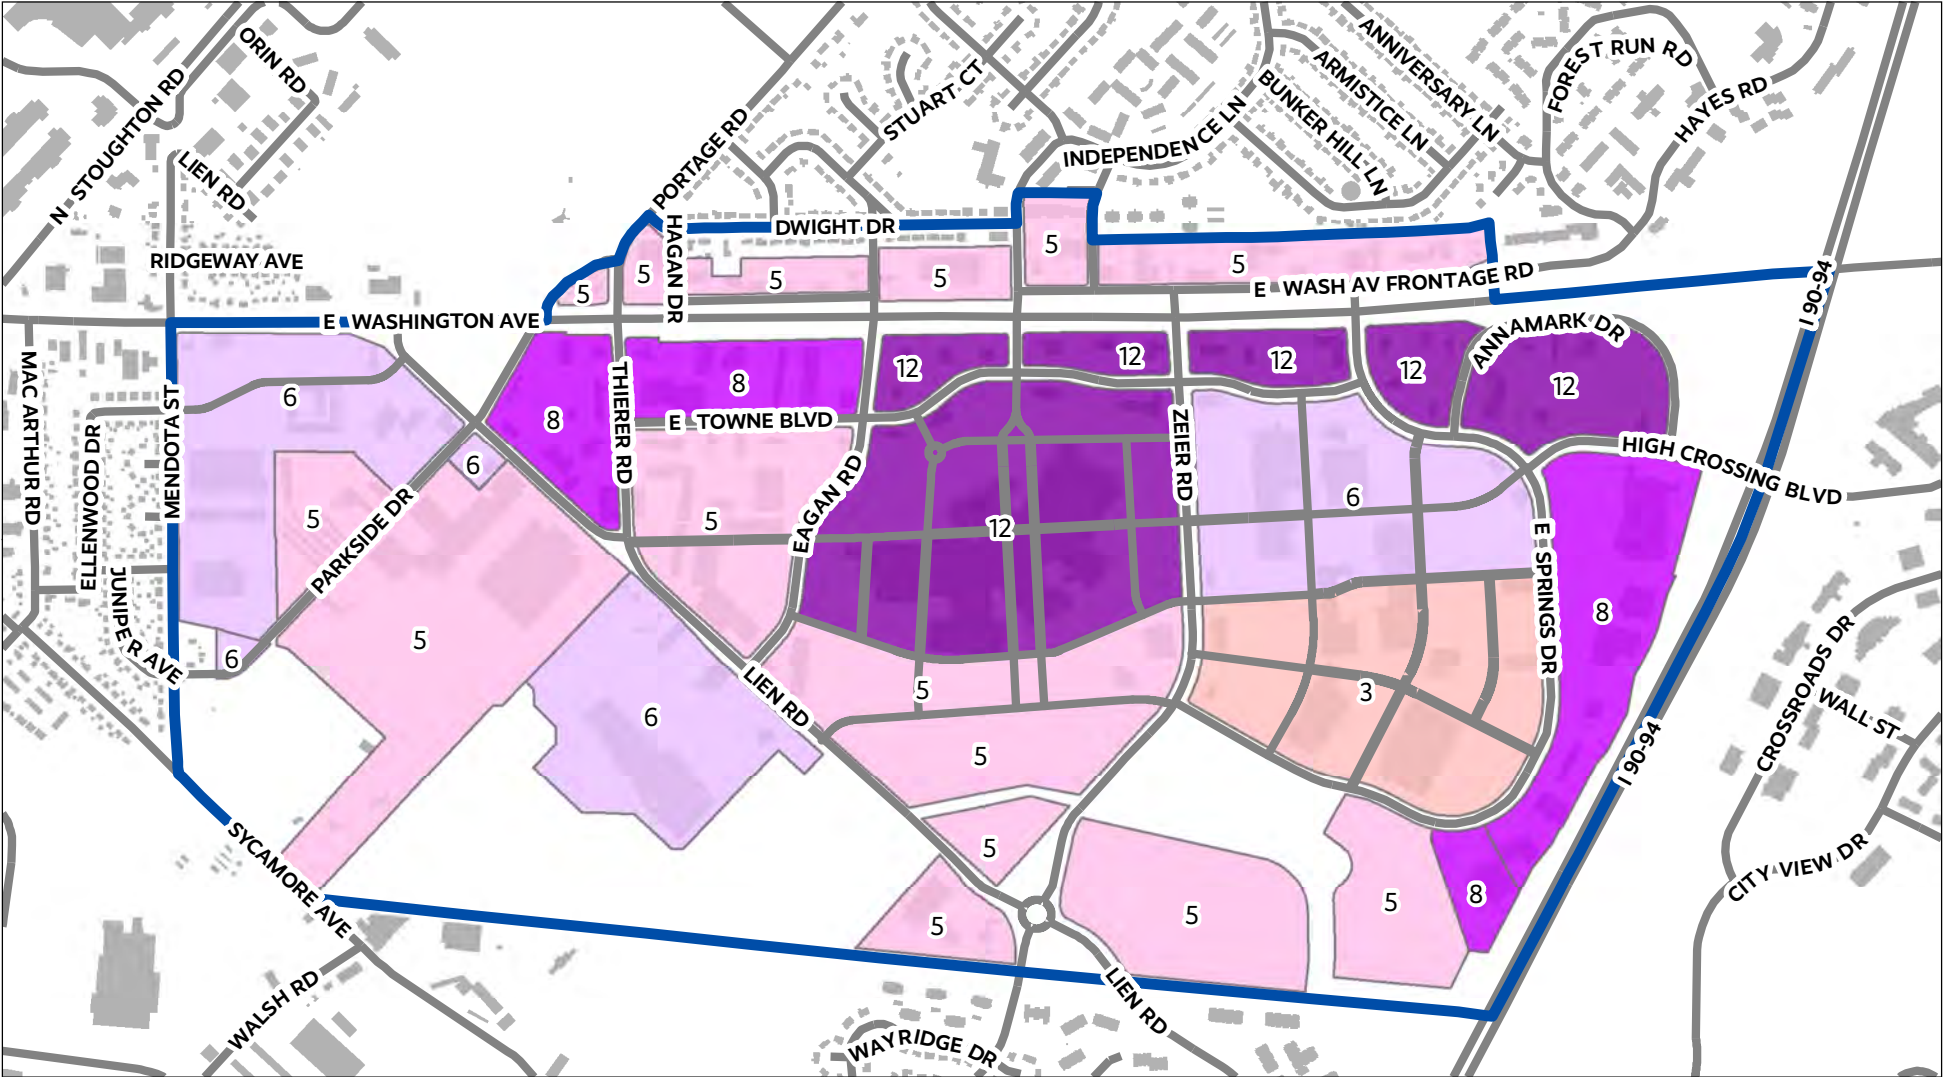 ORIN RD
N STOUGHTON RD
LIEN RD
RIDGEWAY AVE
PORTAGE RD
STUART CT
INDEPENDENCE LN
BUNKER HILL LN
ARMISTICE LN
ANNIVERSARY LN
FOREST RUN RD
HAYES RD
HAGAN DR
DWIGHT DR
5
5
5
5
5
5
E WASH AV FRONTAGE RD
I 90-94
E WASHINGTON AVE
MAC ARTHUR RD
ELLENWOOD DR
MENDOTA ST
JUNIPER AVE
6
THIERER RD
8
8
E TOWNE BLVD
12
12
12
12
12
ANNAMARK DR
HIGH CROSSING BLVD
6
5
PARKSIDE DR
5
EAGAN RD
12
ZEIER RD
6
E SPRINGS DR
8
6
5
6
LIEN RD
5
3
5
I 90-94
CROSSROADS DR
WALL ST
CITY VIEW DR
SYCAMORE AVE
5
5
5
5
8
WALSH RD
LIEN RD
WAYRIDGE DR